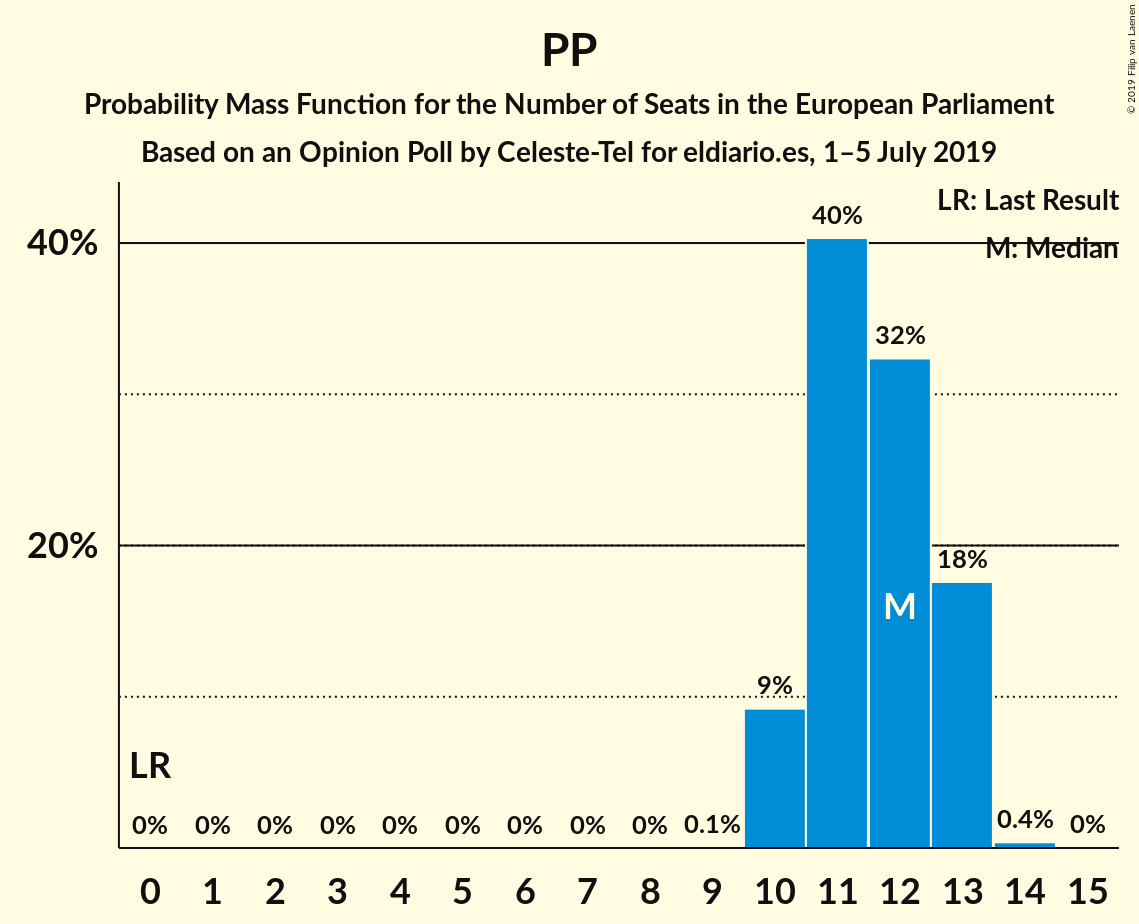 PP
Probability Mass Function for the Number of Seats in the European Parliament
Based on an Opinion Poll by Celeste-Tel for eldiario.es, 1–5 July 2019
© 2019 Filip van Laenen
LR: Last Result
M: Median
40%
20%
40%
32%
18%
9%
M
LR
0% 0% 0% 0% 0% 0% 0% 0% 0% 0.1% 0.4% 0%
0 1 2 3 4 5 6 7 8 9 10 11 12 13 14 15